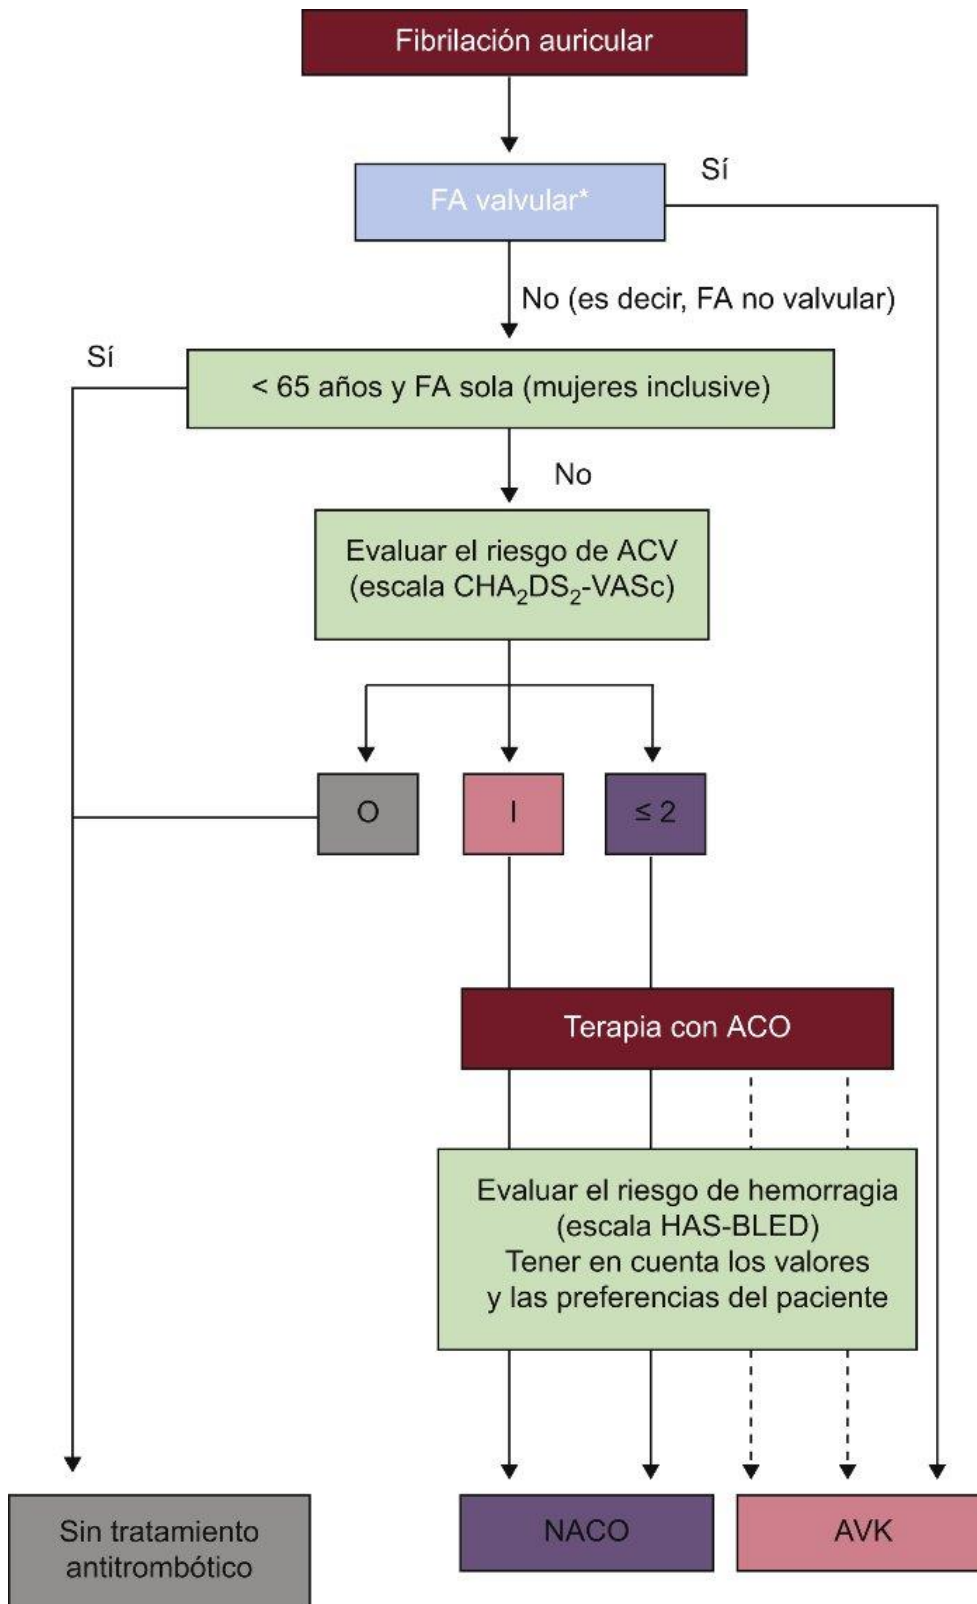 Fibrilación auricular
FA valvular*
Sí
No (es decir, FA no valvular)
Sí
< 65 años y FA sola (mujeres inclusive)
No
Evaluar el riesgo de ACV
(escala CHA₂DS₂-VASc)
O
I
≤ 2
Terapia con ACO
Evaluar el riesgo de hemorragia
(escala HAS-BLED)
Tener en cuenta los valores
y las preferencias del paciente
Sin tratamiento
antitrombótico
NACO
AVK